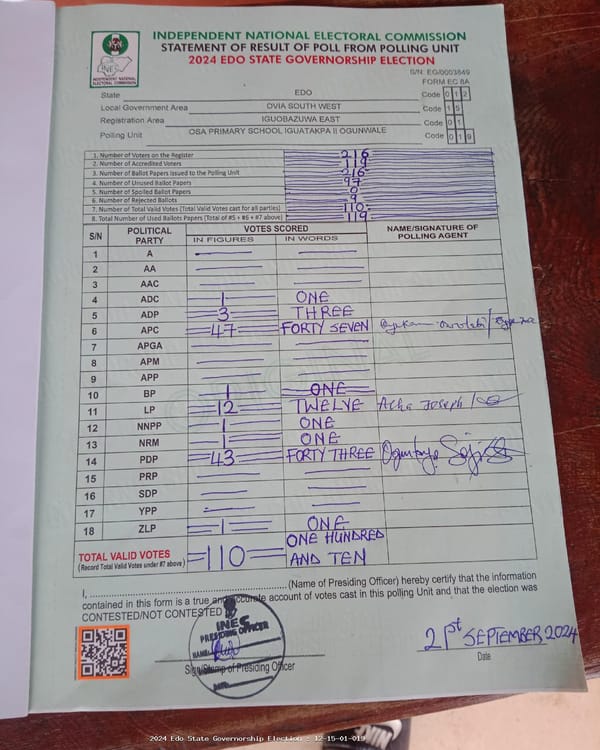 INDEPENDENT NATIONAL ELECTORAL COMMISSION
STATEMENT OF RESULT OF POLL FROM POLLING UNIT
2024 EDO STATE GOVERNORSHIP ELECTION
INEC
INDEPENDENT NATIONAL ELECTORAL COMMISSION
S/N: EG/0003849
FORM EC 8A
State EDO Code 0 1 2
Local Government Area OVIA SOUTH WEST Code 1 5
Registration Area IGUOBAZUWA EAST Code 0 1
Polling Unit OSA PRIMARY SCHOOL IGUATAKPA II OGUNWALE Code 0 1 9
1. Number of Voters on the Register 216
2. Number of Accredited Voters 119
3. Number of Ballot Papers Issued to the Polling Unit 216
4. Number of Unused Ballot Papers 97
5. Number of Spoiled Ballot Papers 0
6. Number of Rejected Ballots 9
7. Number of Total Valid Votes (Total Valid Votes cast for all parties) 110
8. Total Number of Used Ballots Papers (Total of #5 + #6 + #7 above) 119
S/N POLITICAL PARTY VOTES SCORED NAME/SIGNATURE OF POLLING AGENT
IN FIGURES IN WORDS
1 A
2 AA
3 AAC
4 ADC 1 ONE
5 ADP 3 THREE
6 APC 47 FORTY SEVEN
7 APGA
8 APM
9 APP
10 BP 1 ONE
11 LP 12 TWELVE Acha Joseph
12 NNPP 1 ONE
13 NRM 1 ONE
14 PDP 43 FORTY THREE
15 PRP
16 SDP
17 YPP
18 ZLP 1 ONE
TOTAL VALID VOTES =110= ONE HUNDRED AND TEN
(Record Total Valid Votes under #7 above)
I, .................................................. (Name of Presiding Officer) hereby certify that the information
contained in this form is a true and accurate account of votes cast in this polling Unit and that the election was
CONTESTED/NOT CONTESTED
INEC
PRESIDING OFFICER
NAME:
DATE:
Sign/Stamp of Presiding Officer
21st SEPTEMBER 2024
Date
2024 Edo State Governorship Election - 12-15-01-019